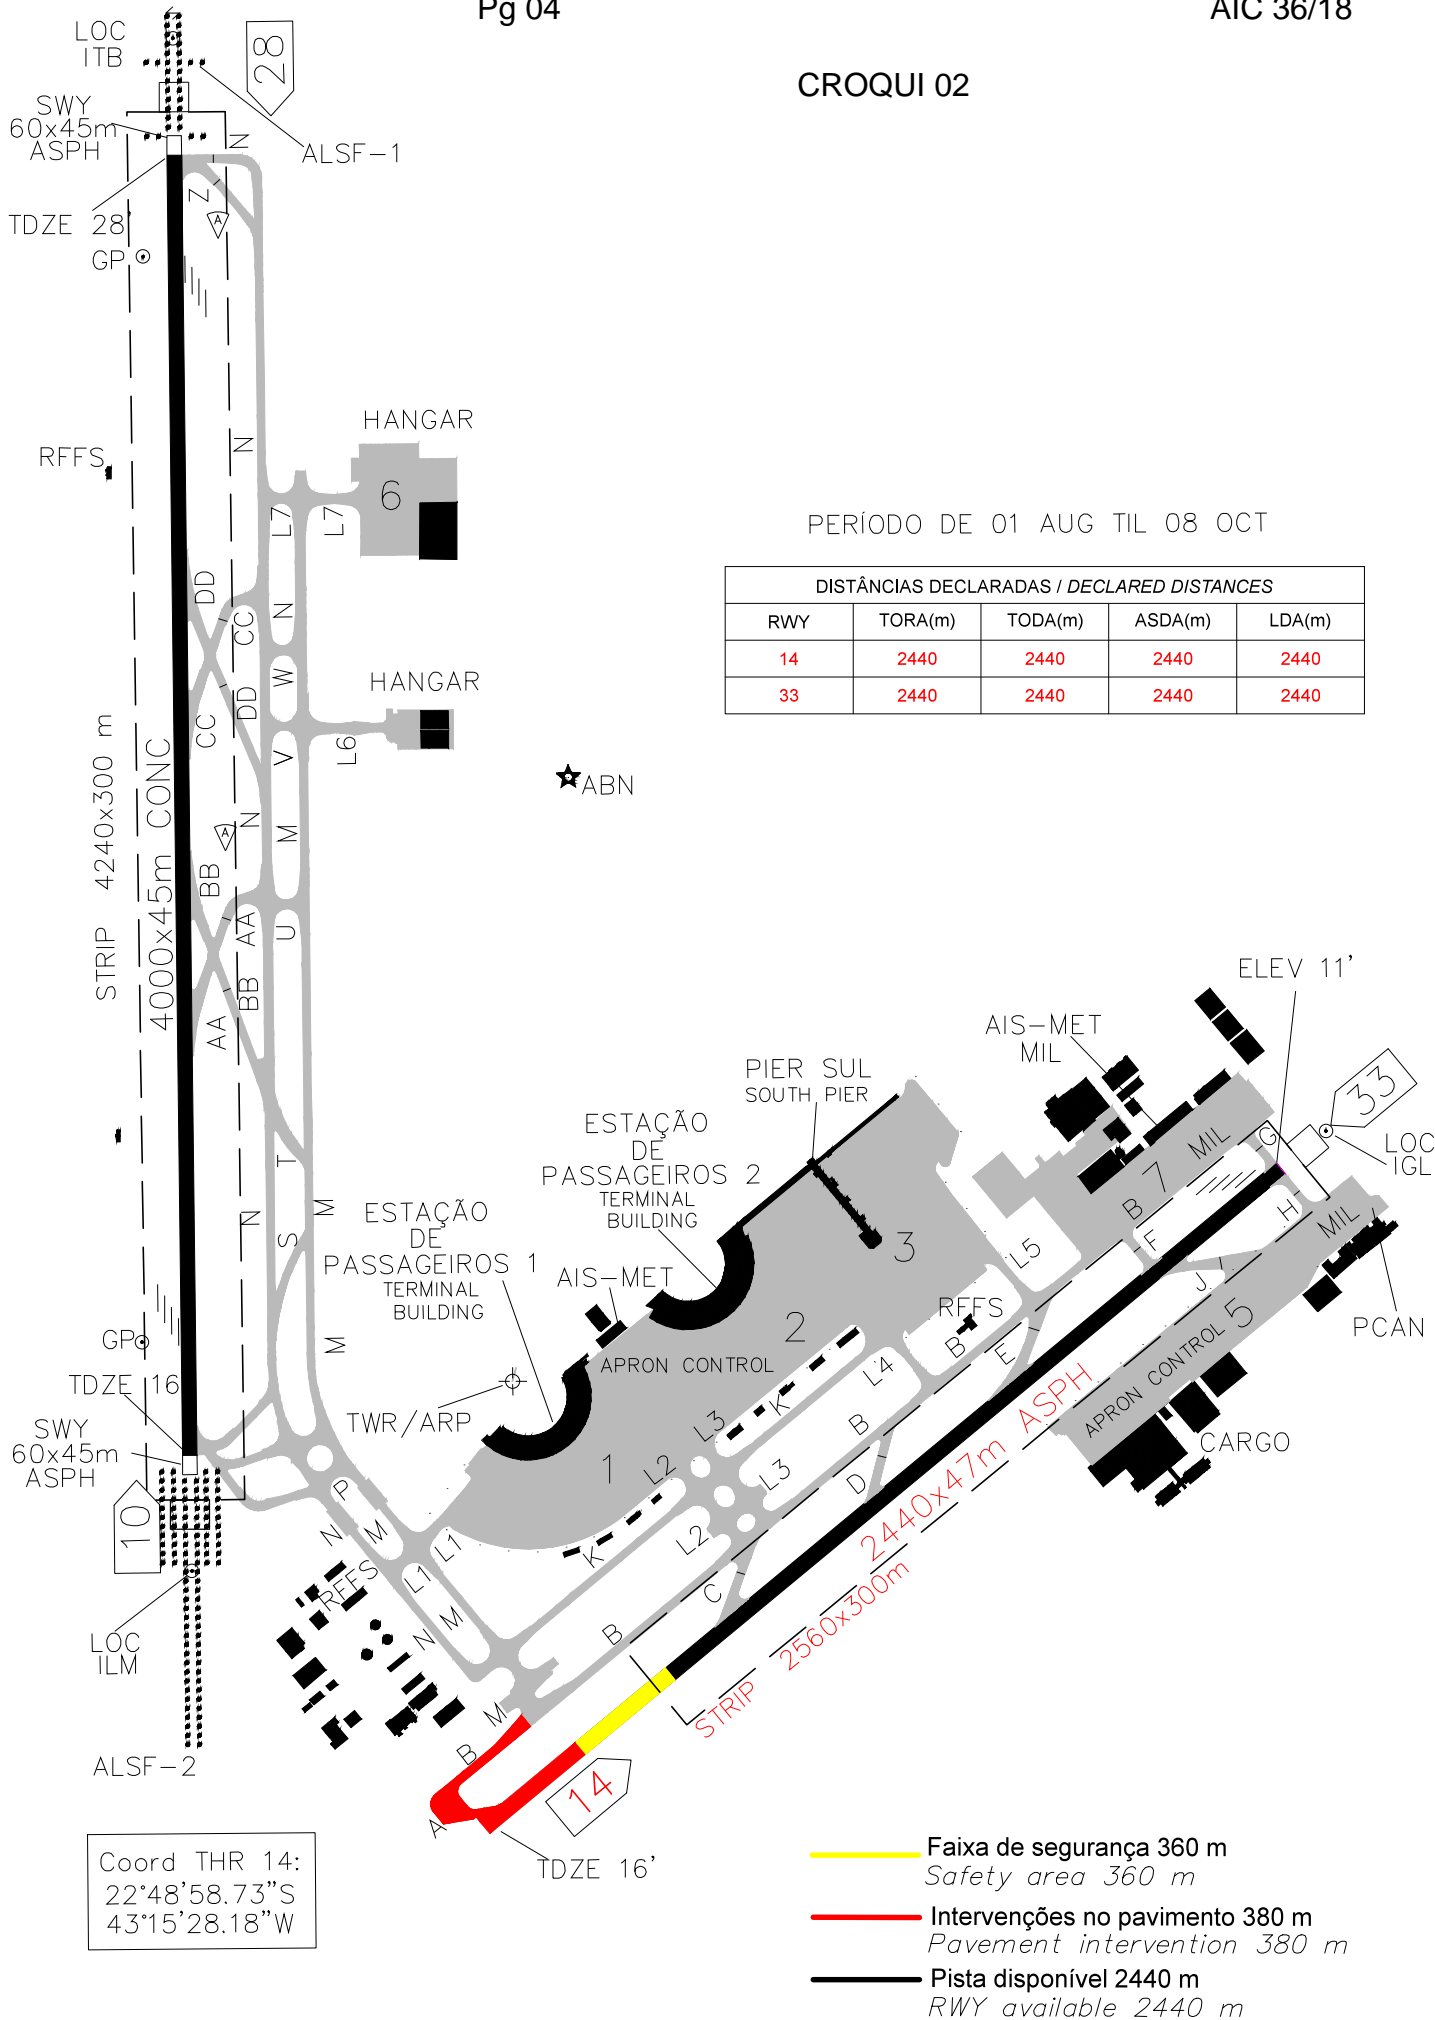 Pg 04
AIC 36/18
CROQUI 02
LOC
ITB
28
SWY
60x45m
ASPH
N
ALSF-1
Z
A
TDZE 28'
GP
HANGAR
RFFS
N
6
L7
L7
PERÍODO DE 01 AUG TIL 08 OCT
DISTÂNCIAS DECLARADAS / DECLARED DISTANCES
RWY TORA(m) TODA(m) ASDA(m) LDA(m)
14 2440 2440 2440 2440
33 2440 2440 2440 2440
DD
CC
N
W
HANGAR
DD
CC
V
L6
STRIP 4240x300 m
4000x45m CONC
ABN
N
A
M
BB
AA
U
BB
AA
ELEV 11'
AIS-MET
MIL
33
PIER SUL
SOUTH PIER
ESTAÇÃO
DE
PASSAGEIROS 2
TERMINAL
BUILDING
LOC
IGL
G
MIL
7
B
T
N
M
S
ESTAÇÃO
DE
PASSAGEIROS 1
TERMINAL
BUILDING
AIS-MET
3
L5
F
H
MIL
J
PCAN
RFFS
2
GP
M
APRON CONTROL
B
E
APRON CONTROL 5
TDZE 16
L4
K
TWR/ARP
SWY
60x45m
ASPH
L3
B
CARGO
1
L2
L3
D
2440x47m ASPH
P
10
N
M
L1
K
L2
RFFS
L1
C
STRIP 2560x300m
M
N
B
LOC
ILM
M
B
ALSF-2
14
A
TDZE 16'
Coord THR 14:
22°48'58.73"S
43°15'28.18"W
Faixa de segurança 360 m
Safety area 360 m
Intervenções no pavimento 380 m
Pavement intervention 380 m
Pista disponível 2440 m
RWY available 2440 m